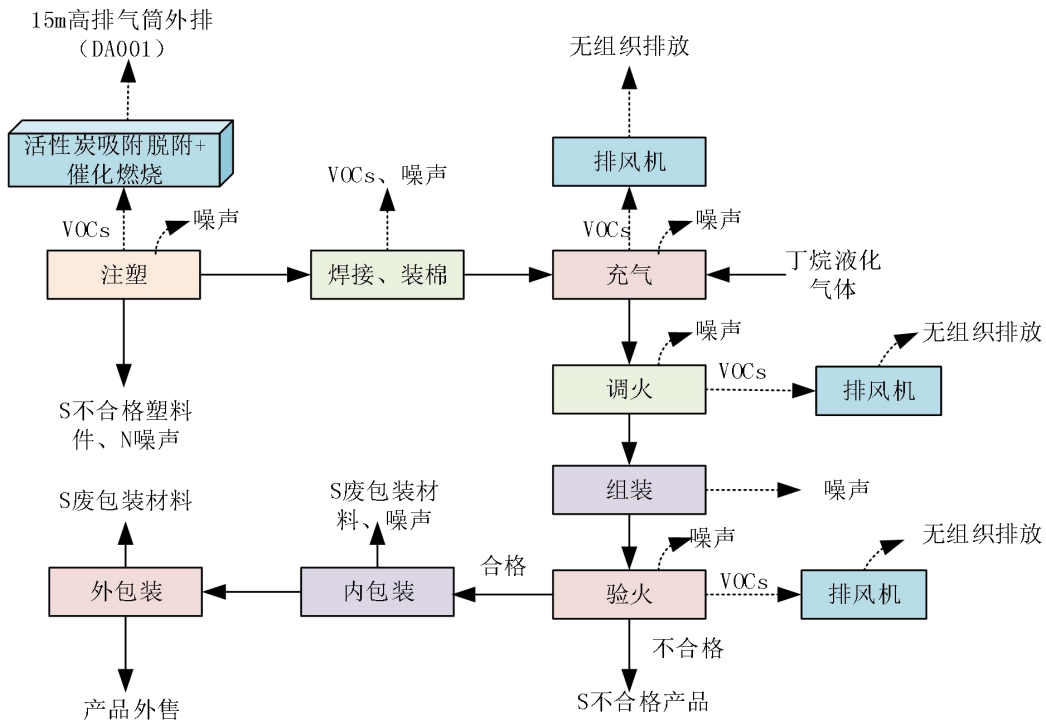 15m高排气筒外排
（DA001）
无组织排放
活性炭吸附脱附+
催化燃烧
排风机
VOCs、噪声
VOCs
噪声
VOCs
噪声
注塑
焊接、装棉
充气
丁烷液化
气体
噪声
无组织排放
VOCs
调火
排风机
S不合格塑料
件、N噪声
组装
噪声
S废包装材料
S废包装材
料、噪声
噪声
无组织排放
合格
VOCs
外包装
内包装
验火
排风机
不合格
产品外售
S不合格产品